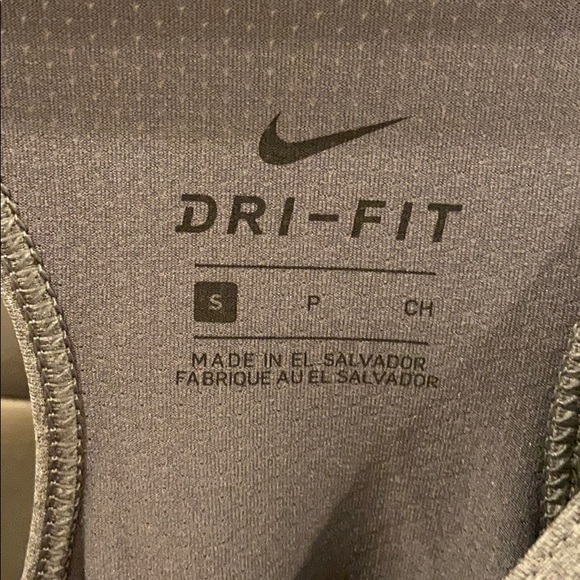 DRI-FIT
S P CH
MADE IN EL SALVADOR
FABRIQUE AU EL SALVADOR